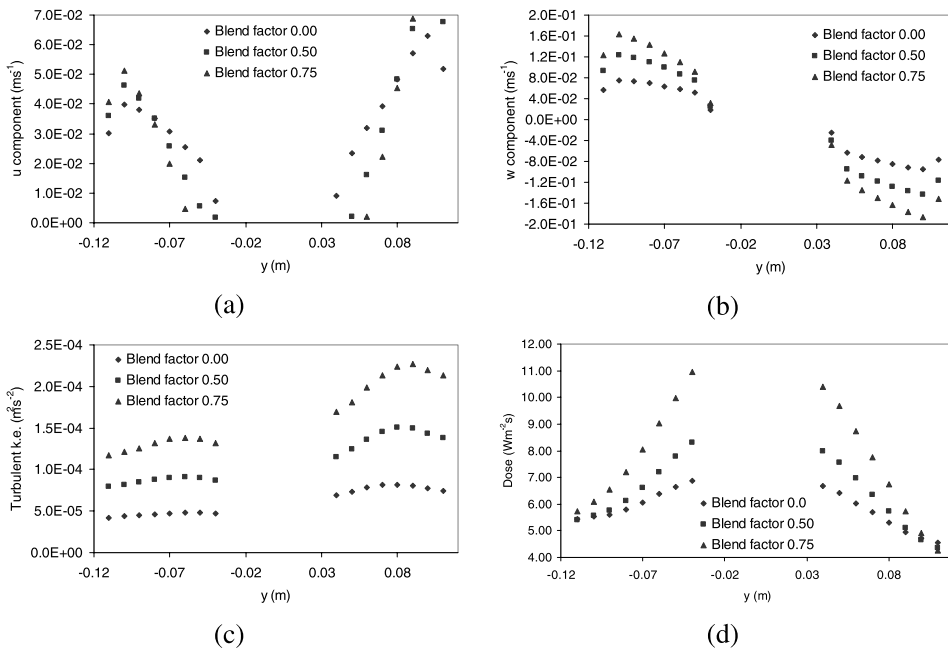 7.0E-02
6.0E-02
5.0E-02
4.0E-02
3.0E-02
2.0E-02
1.0E-02
0.0E+00
u component (ms-1)
Blend factor 0.00
Blend factor 0.50
Blend factor 0.75
-0.12 -0.07 -0.02 0.03 0.08
y (m)
(a)
2.0E-01
1.6E-01
1.2E-01
8.0E-02
4.0E-02
0.0E+00
-4.0E-02
-8.0E-02
-1.2E-01
-1.6E-01
-2.0E-01
w component (ms-1)
Blend factor 0.00
Blend factor 0.50
Blend factor 0.75
-0.12 -0.07 -0.02 0.03 0.08
y (m)
(b)
2.5E-04
2.0E-04
1.5E-04
1.0E-04
5.0E-05
0.0E+00
Turbulent k.e. (m2s-2)
Blend factor 0.00
Blend factor 0.50
Blend factor 0.75
-0.12 -0.07 -0.02 0.03 0.08
y (m)
(c)
12.00
11.00
10.00
9.00
8.00
7.00
6.00
5.00
4.00
Dose (Wm-2s)
Blend factor 0.0
Blend factor 0.50
Blend factor 0.75
-0.12 -0.07 -0.02 0.03 0.08
y (m)
(d)